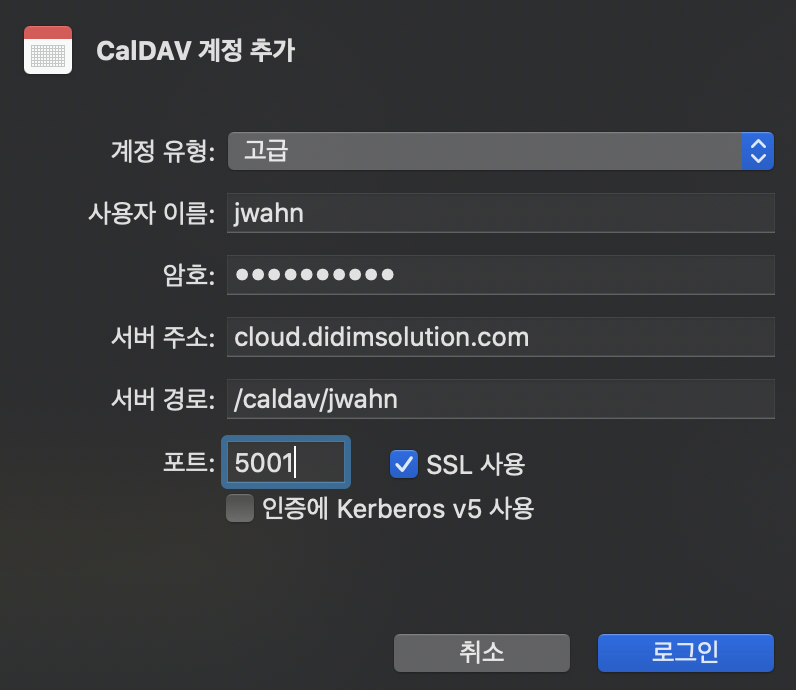 CalDAV 계정 추가
계정 유형: 고급
사용자 이름: jwahn
암호: ●●●●●●●●●●
서버 주소: cloud.didimsolution.com
서버 경로: /caldav/jwahn
포트: 5001 SSL 사용
인증에 Kerberos v5 사용
취소 로그인